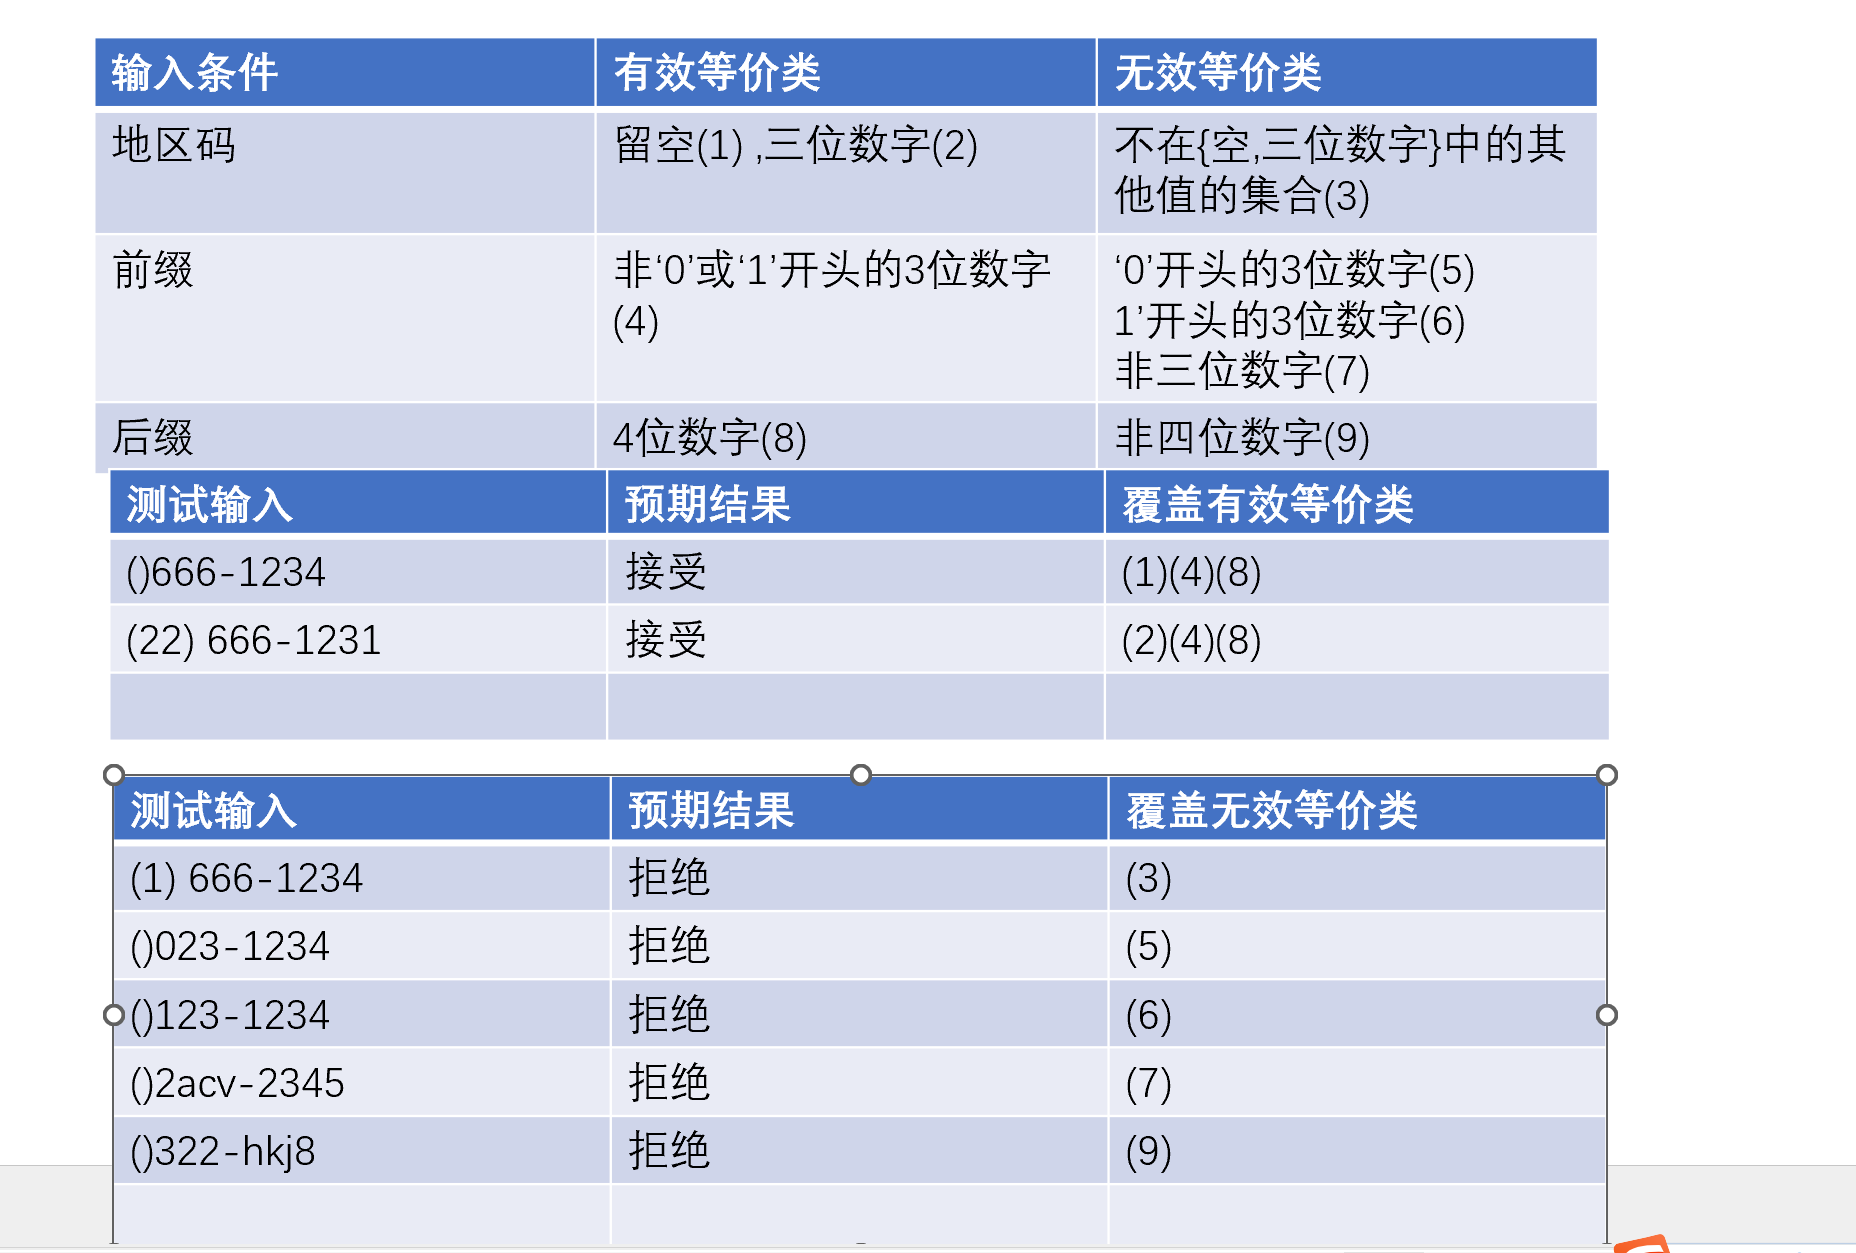 输入条件 有效等价类 无效等价类
地区码 留空(1) ,三位数字(2) 不在{空,三位数字}中的其
他值的集合(3)
前缀 非‘0’或‘1’开头的3位数字
(4)
‘0’开头的3位数字(5)
1’开头的3位数字(6)
非三位数字(7)
后缀 4位数字(8) 非四位数字(9)
测试输入 预期结果 覆盖有效等价类
()666-1234 接受 (1)(4)(8)
(22) 666-1231 接受 (2)(4)(8)
测试输入 预期结果 覆盖无效等价类
(1) 666-1234 拒绝 (3)
()023-1234 拒绝 (5)
()123-1234 拒绝 (6)
()2acv-2345 拒绝 (7)
()322-hkj8 拒绝 (9)